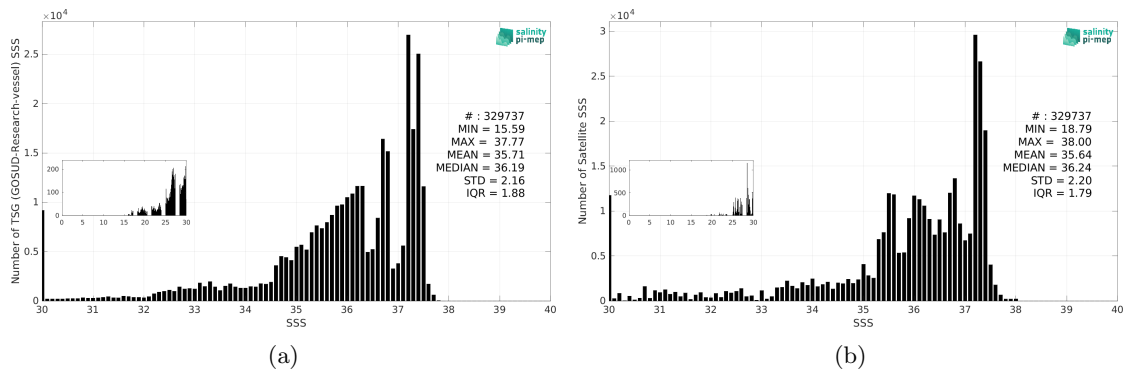 ×10⁴
salinity
pi-mep
Number of TSG (GOSUD-Research-vessel) SSS
2.5
2
1.5
1
0.5
0
# : 329737
MIN = 15.59
MAX = 37.77
MEAN = 35.71
MEDIAN = 36.19
STD = 2.16
IQR = 1.88
200
100
0
0 5 10 15 20 25 30
30 31 32 33 34 35 36 37 38 39 40
SSS
(a)
×10⁴
salinity
pi-mep
Number of Satellite SSS
3
2.5
2
1.5
1
0.5
0
# : 329737
MIN = 18.79
MAX = 38.00
MEAN = 35.64
MEDIAN = 36.24
STD = 2.20
IQR = 1.79
1000
500
0
0 5 10 15 20 25 30
30 31 32 33 34 35 36 37 38 39 40
SSS
(b)